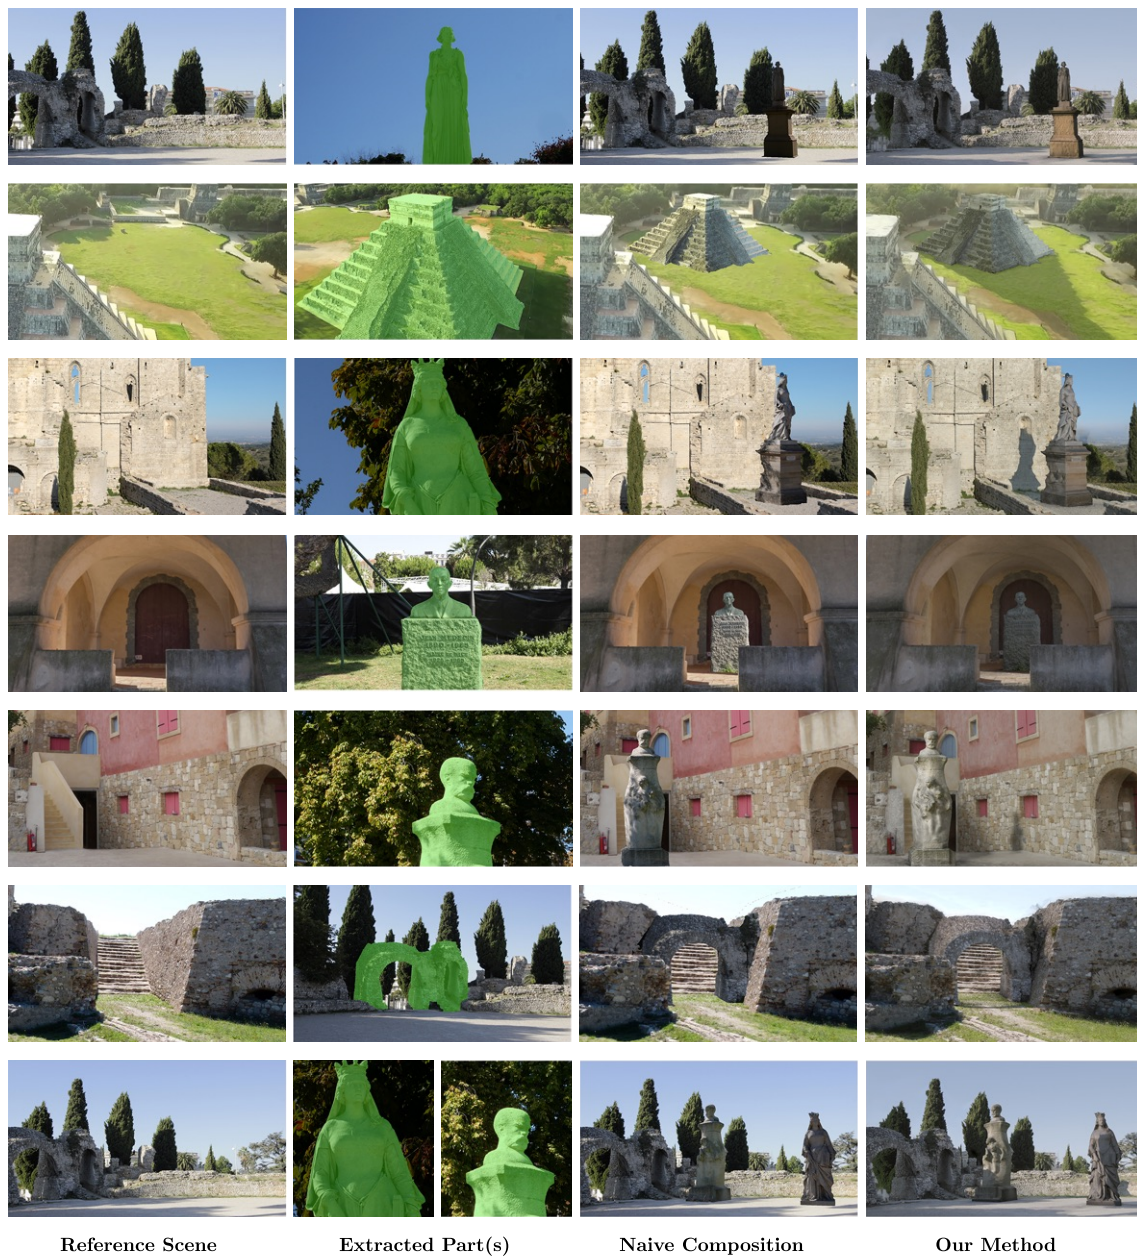 Reference Scene
Extracted Part(s)
Naive Composition
Our Method